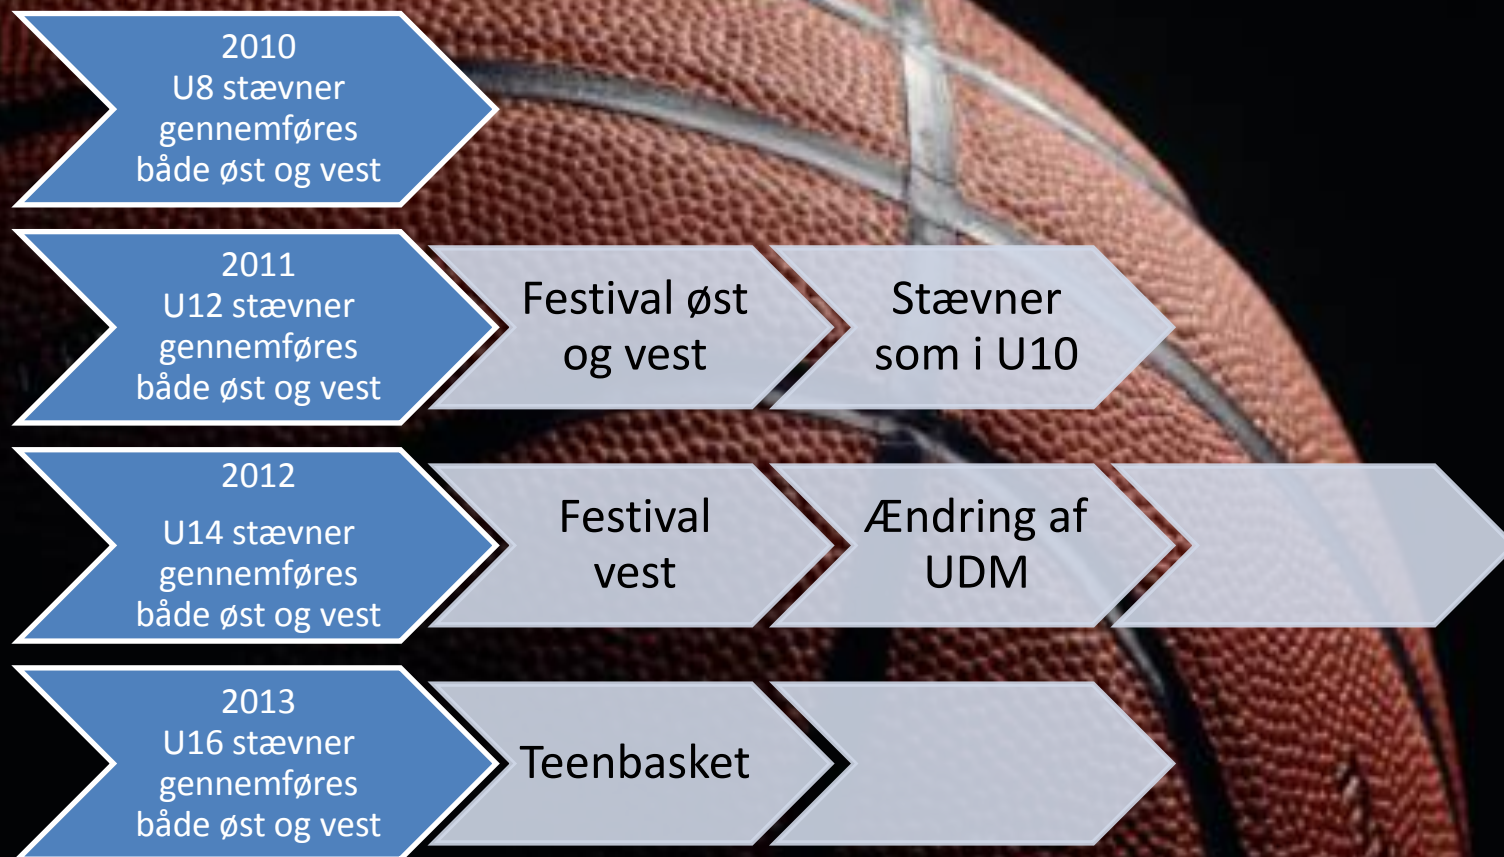 2010
U8 stævner
gennemføres
både øst og vest
2011
U12 stævner
gennemføres
både øst og vest
Festival øst
og vest
Stævner
som i U10
2012
U14 stævner
gennemføres
både øst og vest
Festival
vest
Ændring af
UDM
2013
U16 stævner
gennemføres
både øst og vest
Teenbasket